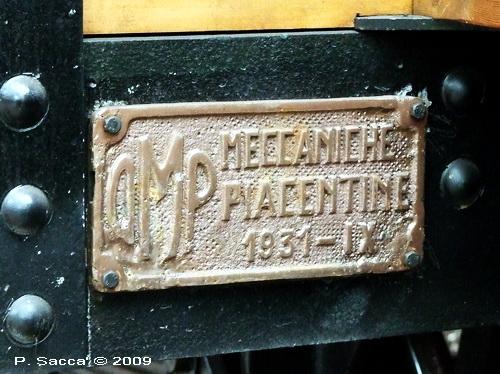 OMP
MECCANICHE
PIACENTINE
1931-IX
P. Sacca' © 2009